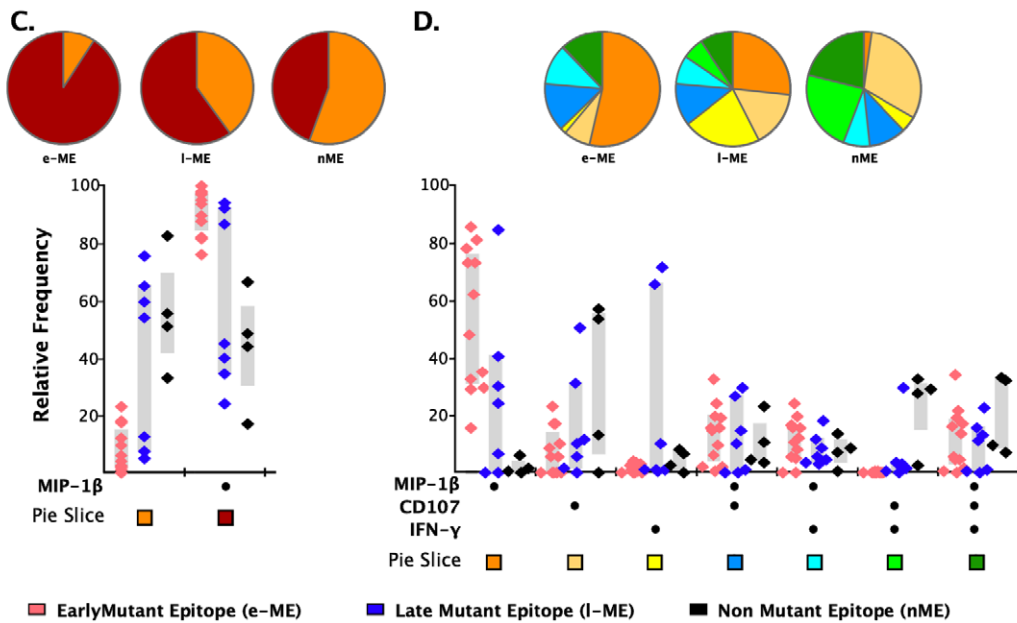 C.
D.
e-ME
l-ME
nME
e-ME
l-ME
nME
Relative Frequency
100
80
60
40
20
MIP-1β
Pie Slice
100
80
60
40
20
MIP-1β
CD107
IFN-γ
Pie Slice
EarlyMutant Epitope (e-ME)
Late Mutant Epitope (l-ME)
Non Mutant Epitope (nME)